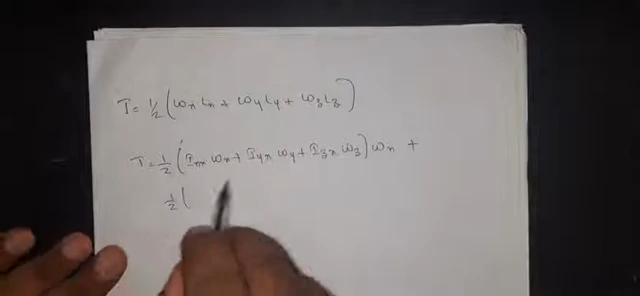 T = 1/2 (ωx Lx + ωy Ly + ωz Lz)
T = 1/2 (Ixx ωx + Iyx ωy + Izx ωz) ωx +
1/2 (